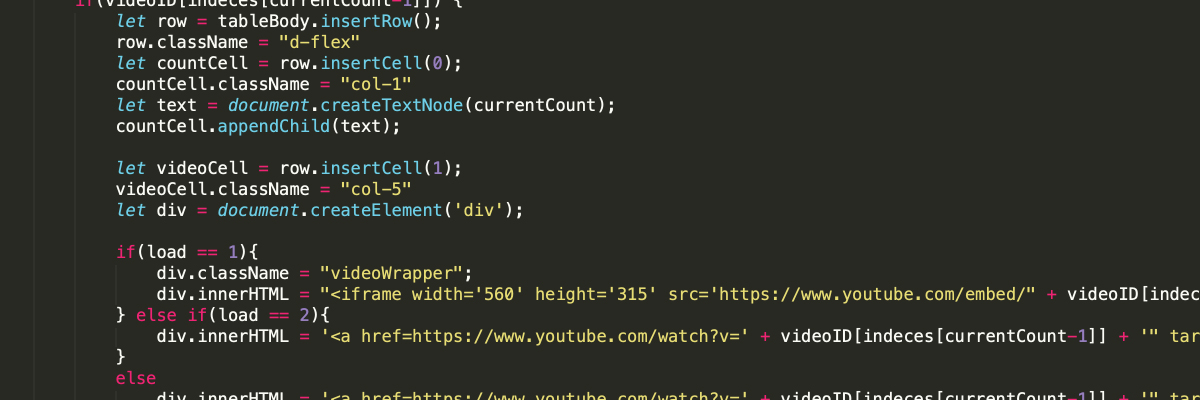 if(videoID[indeces[currentCount-1]]) {
let row = tableBody.insertRow();
row.className = "d-flex"
let countCell = row.insertCell(0);
countCell.className = "col-1"
let text = document.createTextNode(currentCount);
countCell.appendChild(text);
let videoCell = row.insertCell(1);
videoCell.className = "col-5"
let div = document.createElement('div');
if(load == 1){
div.className = "videoWrapper";
div.innerHTML = "<iframe width='560' height='315' src='https://www.youtube.com/embed/" + videoID[indec
} else if(load == 2){
div.innerHTML = '<a href=https://www.youtube.com/watch?v=' + videoID[indeces[currentCount-1]] + '" tar
}
else
div.innerHTML = '<a href=https://www.youtube.com/watch?v=' + videoID[indeces[currentCount-1]] + '" tar